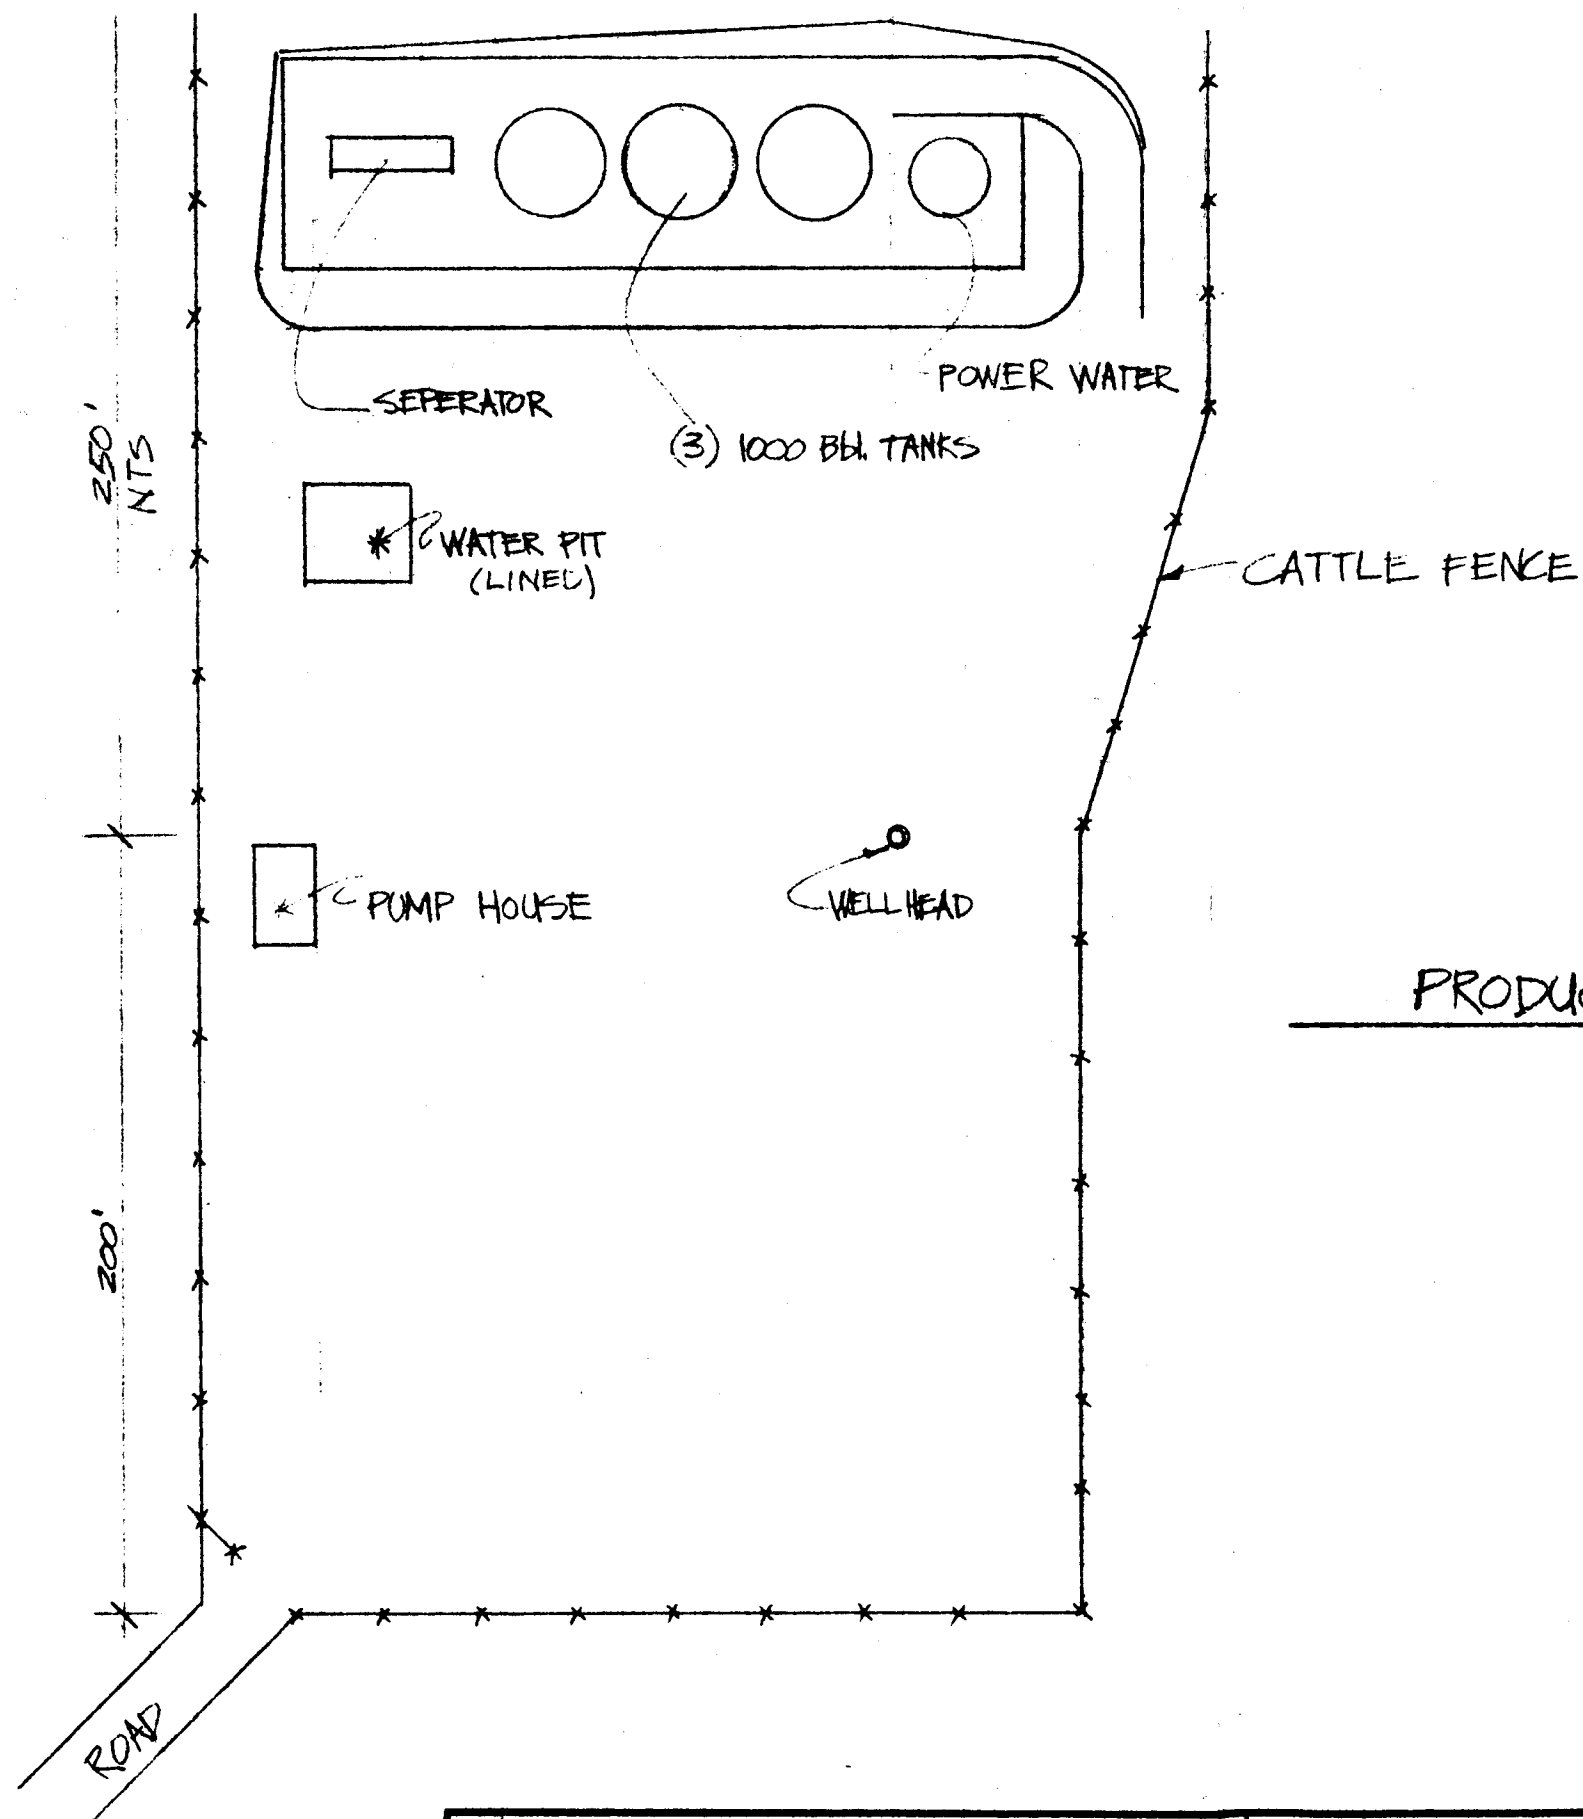 SEPERATOR
POWER WATER
(3) 1000 Bbl. TANKS
250'
NTS
WATER PIT
(LINED)
CATTLE FENCE
PUMP HOUSE
WELLHEAD
PRODUC
200'
ROAD